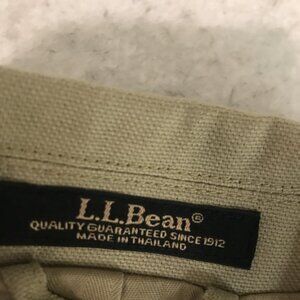 L.L.Bean®
QUALITY GUARANTEED SINCE 1912
MADE IN THAILAND